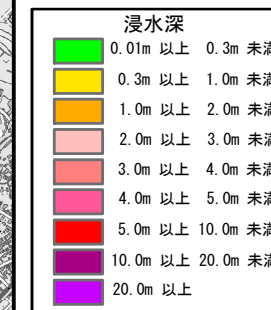 浸水深
0.01m 以上 0.3m 未満
0.3m 以上 1.0m 未満
1.0m 以上 2.0m 未満
2.0m 以上 3.0m 未満
3.0m 以上 4.0m 未満
4.0m 以上 5.0m 未満
5.0m 以上 10.0m 未満
10.0m 以上 20.0m 未満
20.0m 以上